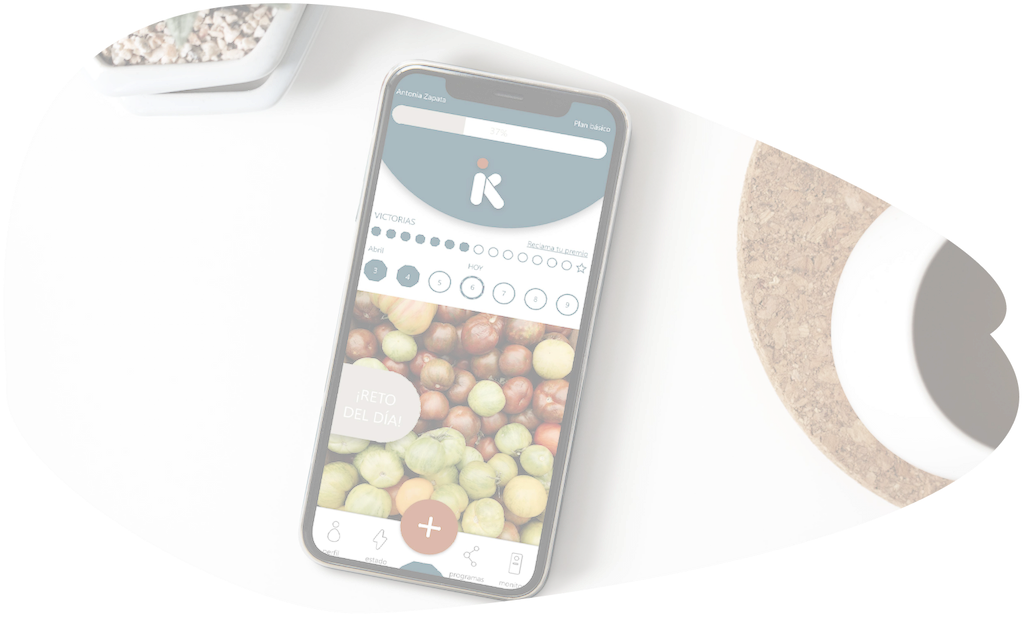 Antonia Zapata
Plan básico
37%
VICTORIAS
Reclama tu premio
Abril
HOY
3 4 5 6 7 8 9
¡RETO
DEL DÍA!
perfil
estado
programas